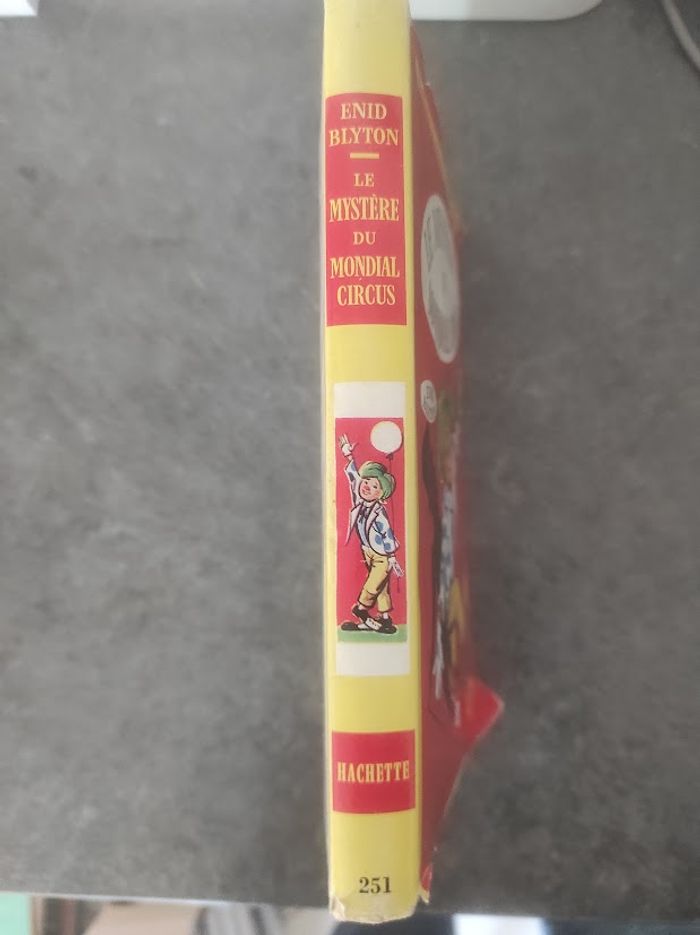 ENID
BLYTON
LE
MYSTÈRE
DU
MONDIAL
CIRCUS
HACHETTE
251